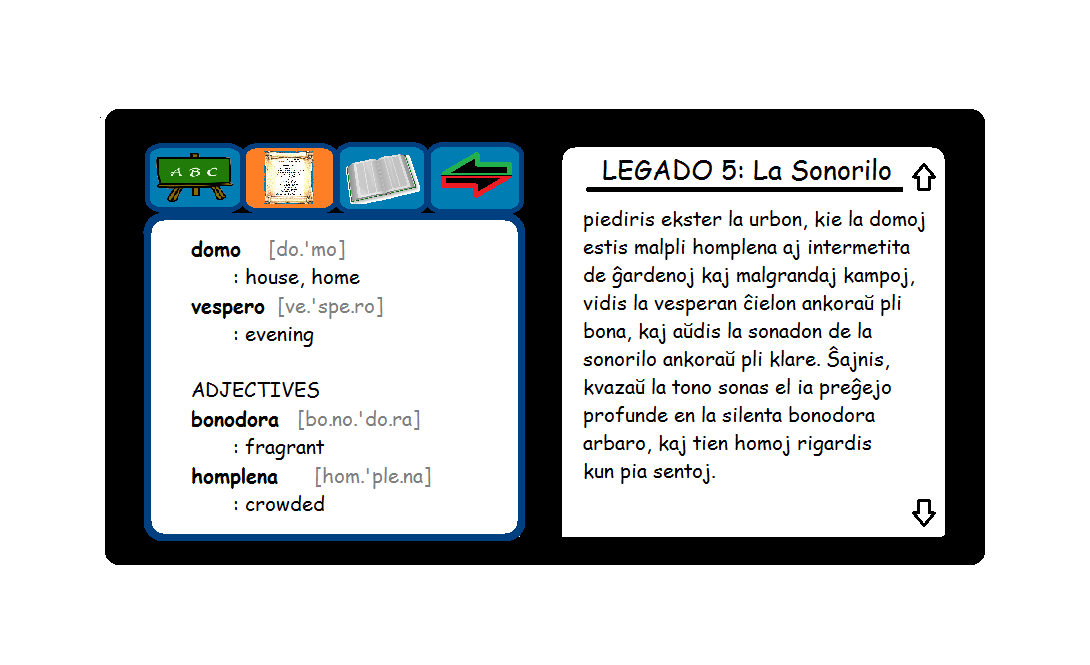 A B C
domo [do.'mo]
: house, home
vespero [ve.'spe.ro]
: evening
ADJECTIVES
bonodora [bo.no.'do.ra]
: fragrant
homplena [hom.'ple.na]
: crowded
LEGADO 5: La Sonorilo
piediris ekster la urbon, kie la domoj
estis malpli homplena aj intermetita
de ĝardenoj kaj malgrandaj kampoj,
vidis la vesperan ĉielon ankoraŭ pli
bona, kaj aŭdis la sonadon de la
sonorilo ankoraŭ pli klare. Ŝajnis,
kvazaŭ la tono sonas el ia preĝejo
profunde en la silenta bonodora
arbaro, kaj tien homoj rigardis
kun pia sentoj.